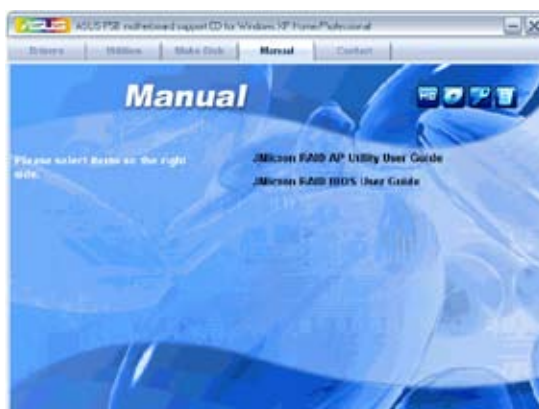 ASUS P5B motherboard support CD for Windows XP Home/Professional
Drivers Utilities Make Disk Manual Contact
Manual
Please select items on the right
side.
JMicron RAID AP Utility User Guide
JMicron RAID BIOS User Guide